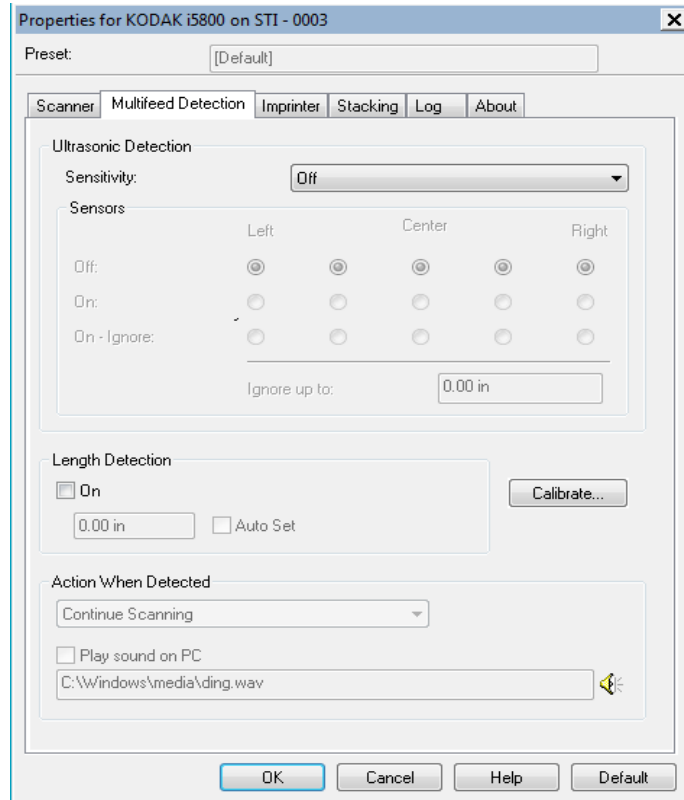 Properties for KODAK i5800 on STI - 0003
Preset: [Default]
Scanner Multifeed Detection Imprinter Stacking Log About
Ultrasonic Detection
Sensitivity: Off
Sensors
Left Center Right
Off:
On:
On - Ignore:
Ignore up to: 0.00 in
Length Detection
On
Calibrate...
0.00 in Auto Set
Action When Detected
Continue Scanning
Play sound on PC
C:\Windows\media\ding.wav
OK Cancel Help Default